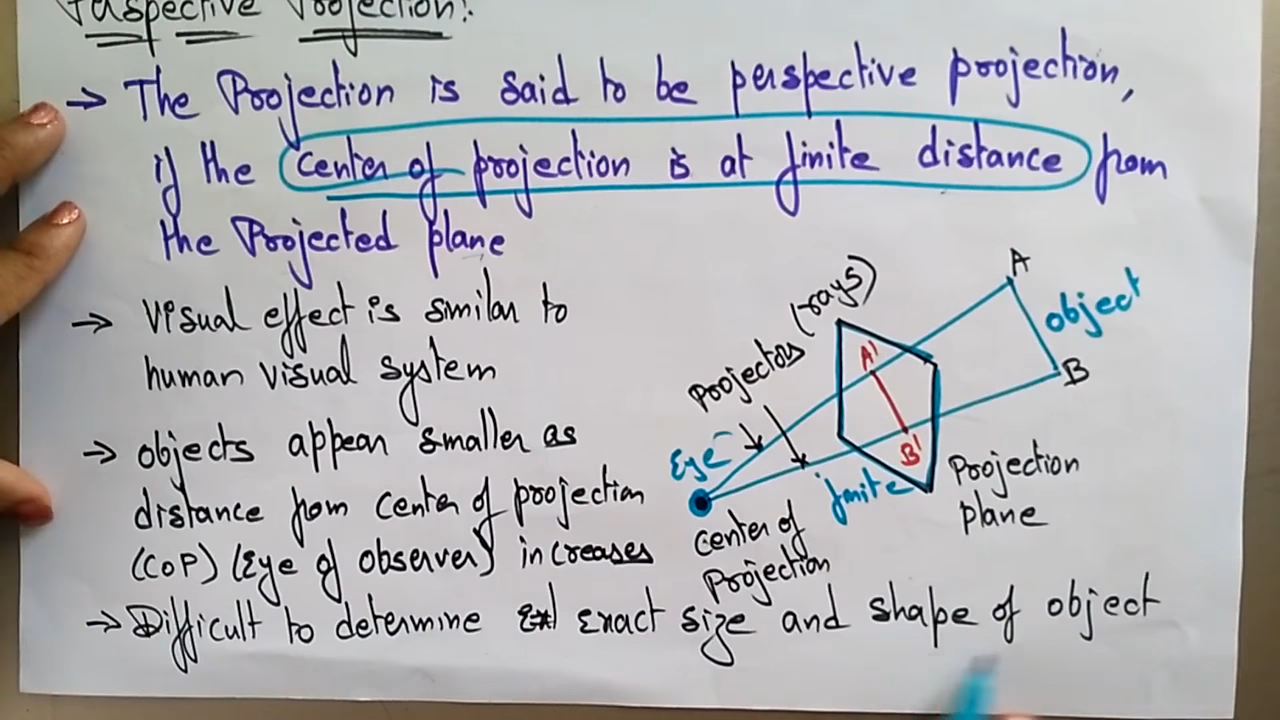 Perspective Projection:
→ The Projection is said to be perspective projection,
if the center of projection is at finite distance from
the Projected plane
→ Visual effect is similar to
human visual system
→ objects appear smaller as
distance from center of projection
(COP) (Eye of observer) increases
→ Difficult to determine Exact size and shape of object
Projectors (rays)
A
object
B
A'
B'
Eye
finite
Projection
plane
center of
Projection